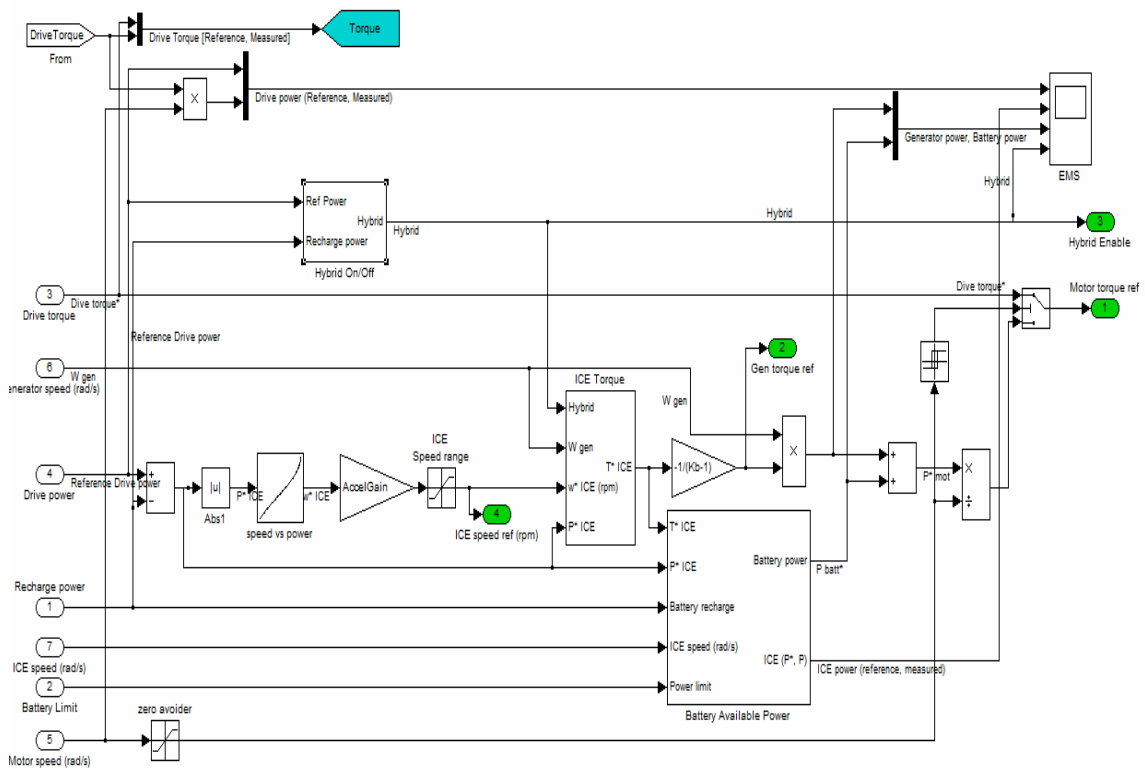 DriveTorque
From
Drive Torque [Reference, Measured]
Torque
X
Drive power (Reference, Measured)
Generator power, Battery power
EMS
Hybrid
Ref Power
Hybrid
Recharge power
Hybrid On/Off
Hybrid
Hybrid
3
Hybrid Enable
3
Drive torque
Dive torque*
Dive torque*
Motor torque ref
1
Reference Drive power
6
enerator speed (rad/s)
W gen
2
Gen torque ref
ICE Torque
Hybrid
W gen
T* ICE
w* ICE (rpm)
P* ICE
W gen
-1/(Kb-1)
X
+
+
P* mot
X
÷
4
Drive power
Reference Drive power
+
−
|u|
Abs1
P* ICE
speed vs power
w* ICE
AccelGain
ICE
Speed range
4
ICE speed ref (rpm)
T* ICE
P* ICE
Battery recharge
ICE speed (rad/s)
Power limit
Battery power
ICE (P*, P)
Battery Available Power
P batt*
ICE power (reference, measured)
Recharge power
1
7
ICE speed (rad/s)
2
Battery Limit
zero avoider
5
Motor speed (rad/s)